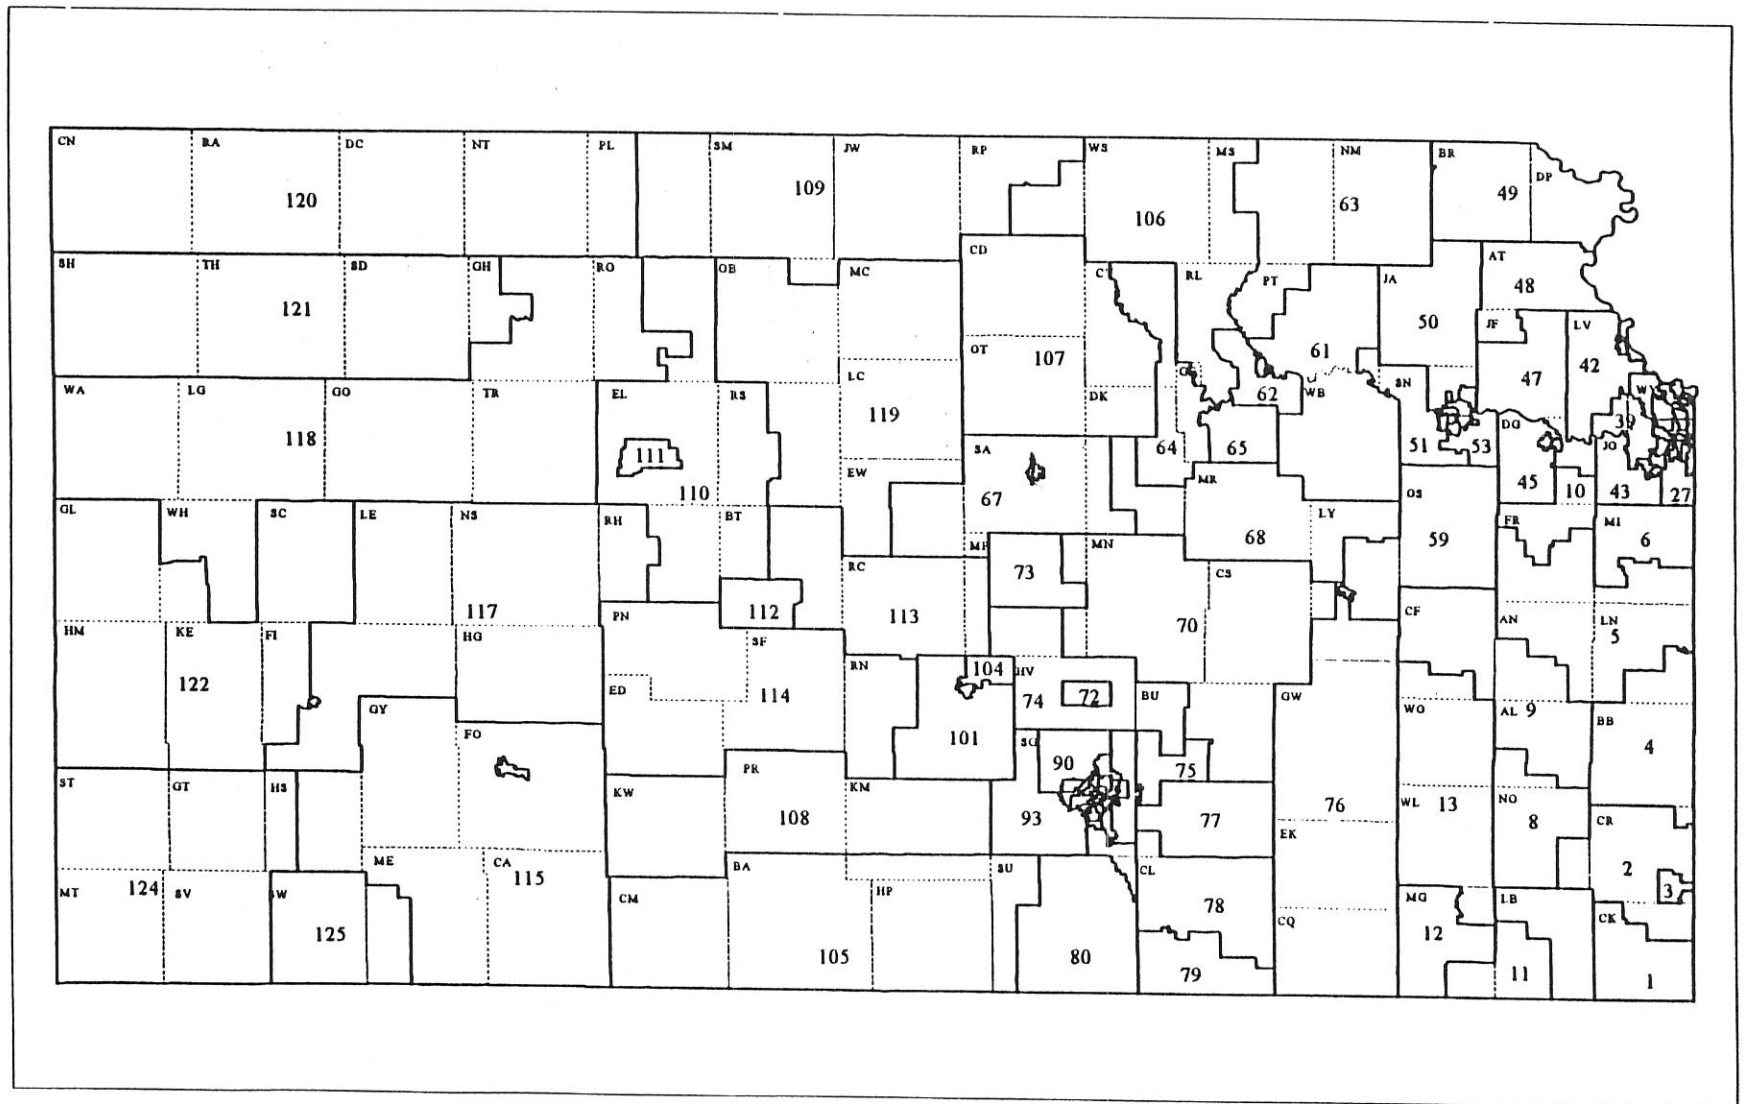 CN RA DC NT PL SM JW RP WS MS NM BR DP
120 109 106 63 49
SH TH SD GH RO OB MC CD RL PT JA AT
121 107 61 50 48
JF LV
OT 47 42
WA LG GO TR EL RS LC DK 62 WB SN
118 111 119 39
110 EW SA 64 65 51 53 DG JO
67 MR 45 10 43 27
GL WH SC LE NS RH BT OS
68 LY 59 FR MI 6
MN
RC 73 CS
117 112 113 70 CF
HM KE FI HG PN SF AN LN 5
122 ED 114 RN 104 HV 74 72 BU GW
GY 101 WO AL 9 BB
FO SG 90 75 4
ST GT HS KW PR KM 76 WL 13 NO
108 93 77 EK 8 CR
ME CA BA SU CL 2
124 115 3
MT SV SW CM HP 78 CQ MG LB CK
125 105 80 79 12 11 1